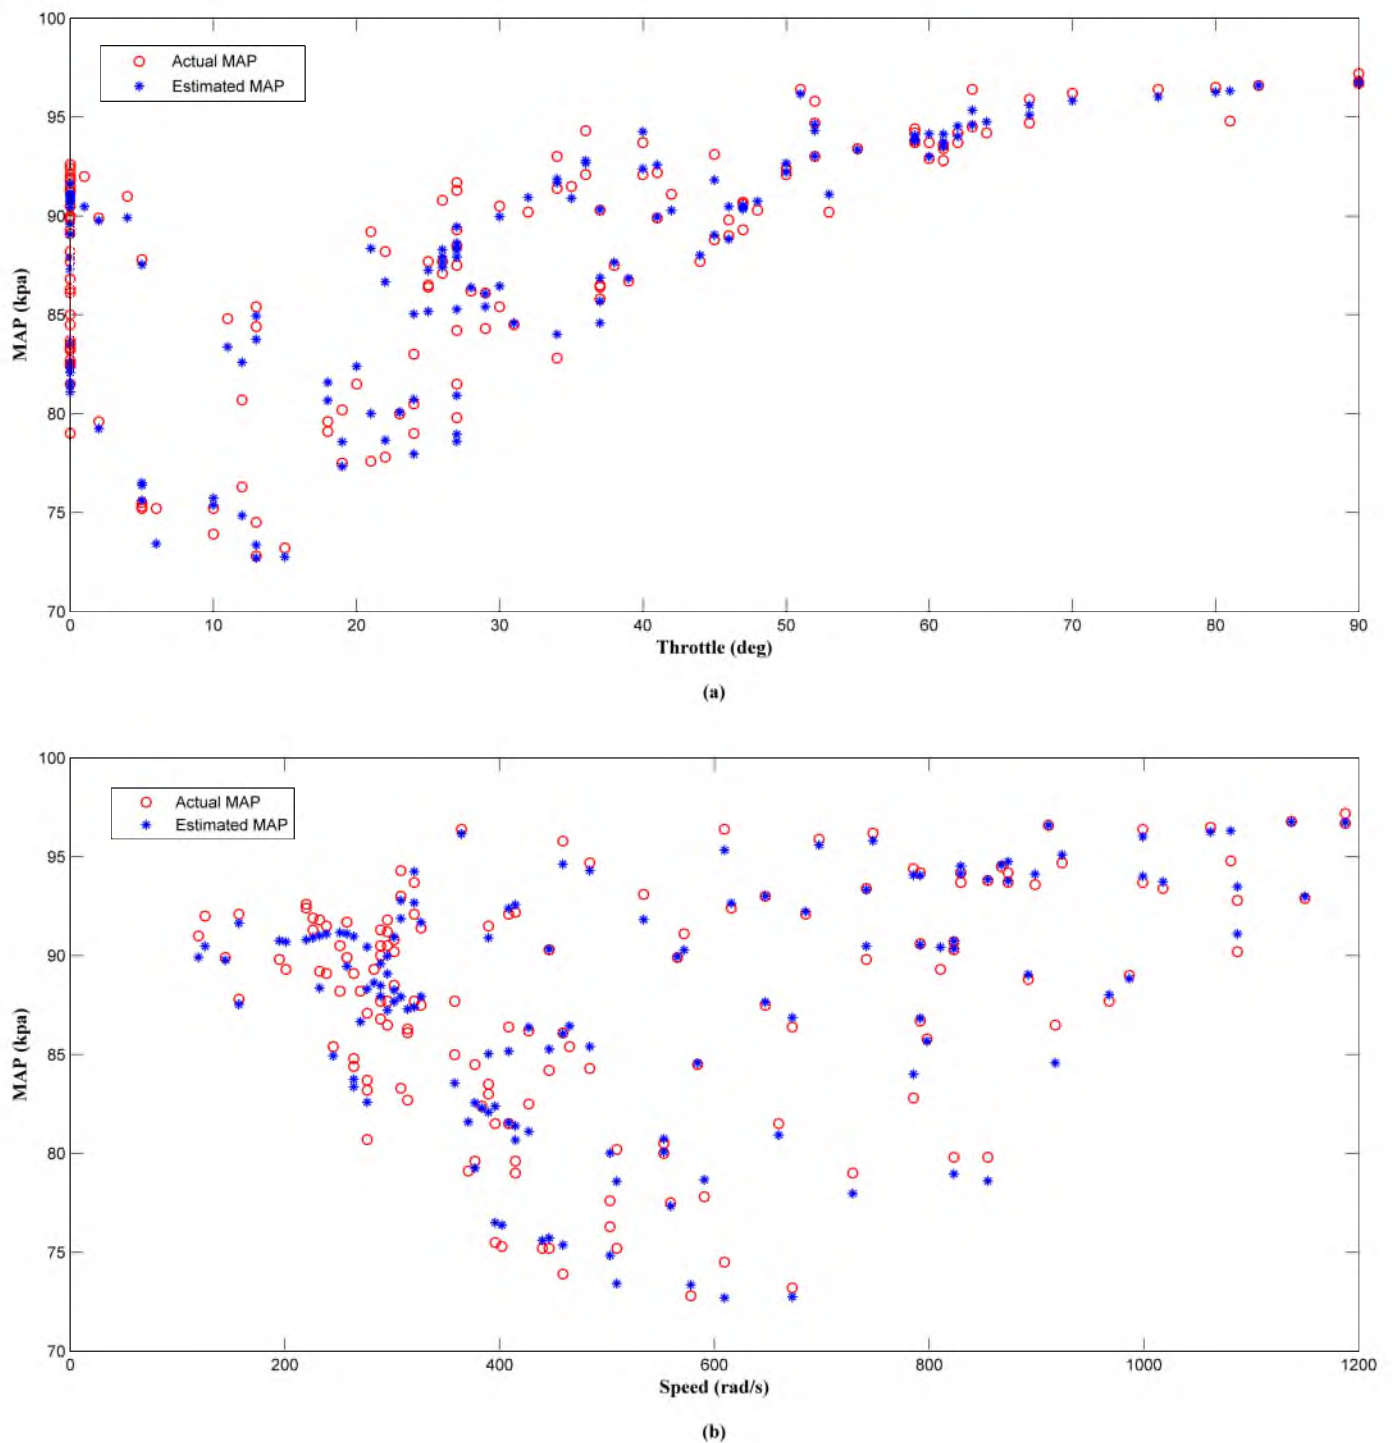 100
95
90
85
80
75
70
Actual MAP
Estimated MAP
MAP (kpa)
0 10 20 30 40 50 60 70 80 90
Throttle (deg)
(a)
100
95
90
85
80
75
70
Actual MAP
Estimated MAP
MAP (kpa)
0 200 400 600 800 1000 1200
Speed (rad/s)
(b)